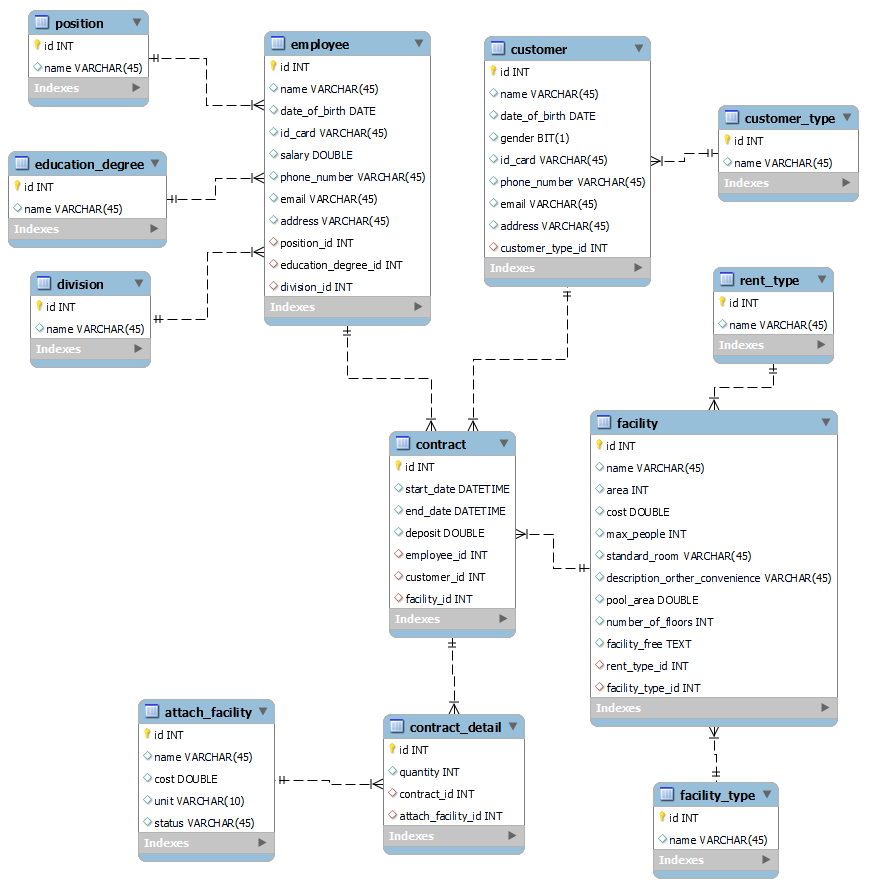 position
id INT
name VARCHAR(45)
Indexes
employee
id INT
name VARCHAR(45)
date_of_birth DATE
id_card VARCHAR(45)
salary DOUBLE
phone_number VARCHAR(45)
email VARCHAR(45)
address VARCHAR(45)
position_id INT
education_degree_id INT
division_id INT
Indexes
customer
id INT
name VARCHAR(45)
date_of_birth DATE
gender BIT(1)
id_card VARCHAR(45)
phone_number VARCHAR(45)
email VARCHAR(45)
address VARCHAR(45)
customer_type_id INT
Indexes
customer_type
id INT
name VARCHAR(45)
Indexes
education_degree
id INT
name VARCHAR(45)
Indexes
division
id INT
name VARCHAR(45)
Indexes
rent_type
id INT
name VARCHAR(45)
Indexes
contract
id INT
start_date DATETIME
end_date DATETIME
deposit DOUBLE
employee_id INT
customer_id INT
facility_id INT
Indexes
facility
id INT
name VARCHAR(45)
area INT
cost DOUBLE
max_people INT
standard_room VARCHAR(45)
description_orther_convenience VARCHAR(45)
pool_area DOUBLE
number_of_floors INT
facility_free TEXT
rent_type_id INT
facility_type_id INT
Indexes
attach_facility
id INT
name VARCHAR(45)
cost DOUBLE
unit VARCHAR(10)
status VARCHAR(45)
Indexes
contract_detail
id INT
quantity INT
contract_id INT
attach_facility_id INT
Indexes
facility_type
id INT
name VARCHAR(45)
Indexes